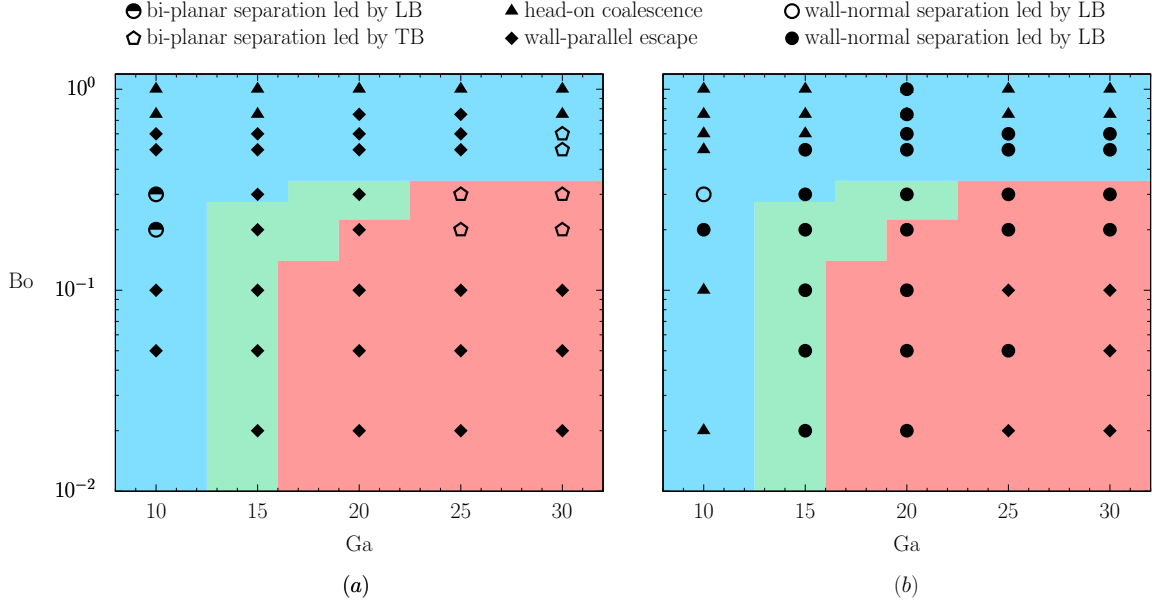 bi-planar separation led by LB head-on coalescence wall-normal separation led by LB
bi-planar separation led by TB wall-parallel escape wall-normal separation led by LB
10⁰
10⁻¹
10⁻²
Bo
10 15 20 25 30
10 15 20 25 30
Ga Ga
(a) (b)